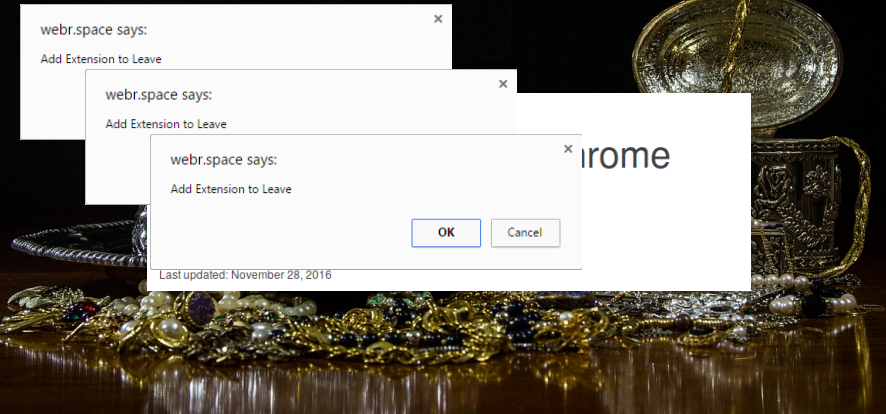 webr.space says:
Add Extension to Leave
webr.space says:
Add Extension to Leave
webr.space says:
Add Extension to Leave
OK
Cancel
Last updated: November 28, 2016